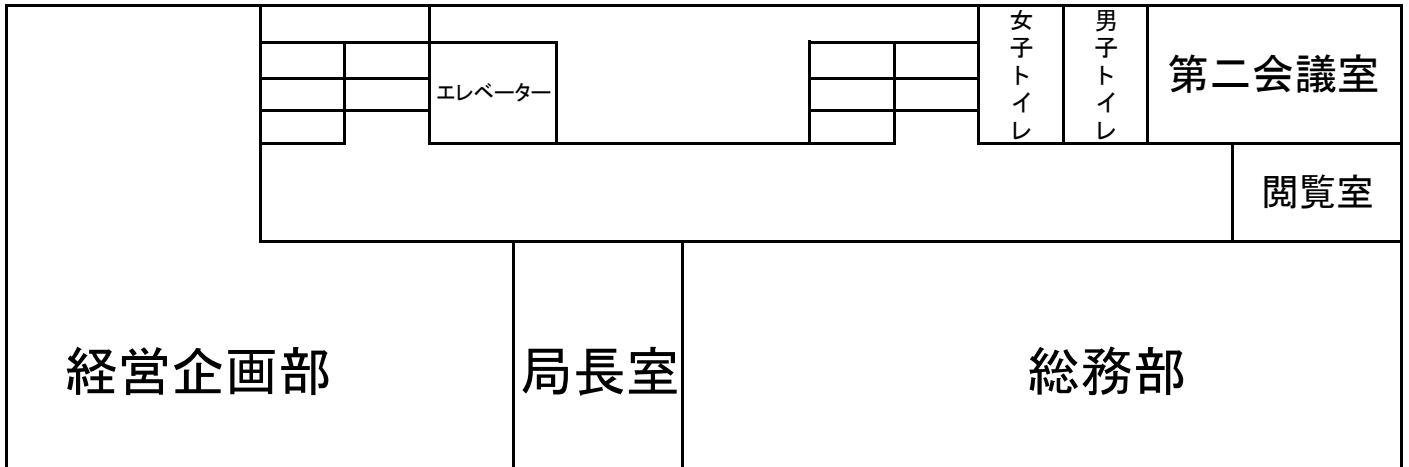 女子トイレ
男子トイレ
第二会議室
エレベーター
閲覧室
経営企画部
局長室
総務部